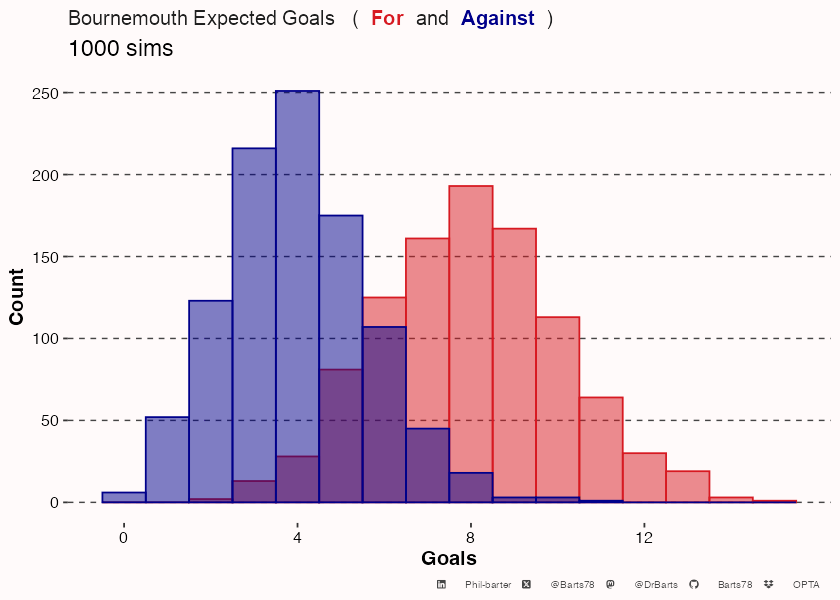 Bournemouth Expected Goals ( For and Against )
1000 sims
Count
250
200
150
100
50
0
0 4 8 12
Goals
Phil-barter @Barts78 @DrBarts Barts78 OPTA